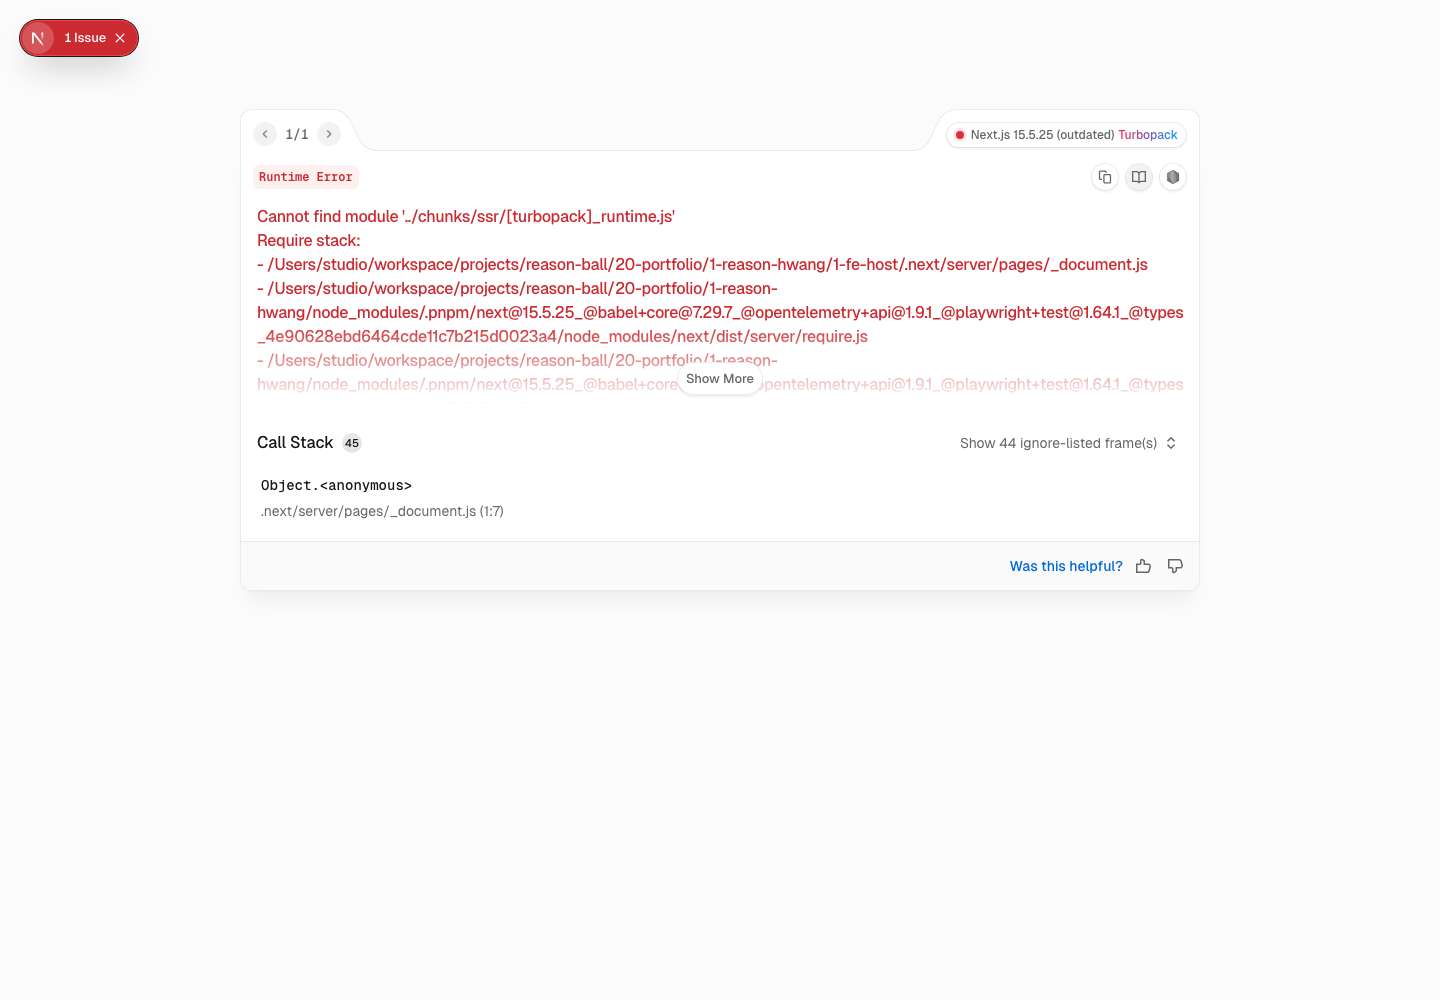 1 Issue
1/1
Next.js 15.5.25 (outdated) Turbopack
Runtime Error
Cannot find module '../chunks/ssr/[turbopack]_runtime.js'
Require stack:
- /Users/studio/workspace/projects/reason-ball/20-portfolio/1-reason-hwang/1-fe-host/.next/server/pages/_document.js
- /Users/studio/workspace/projects/reason-ball/20-portfolio/1-reason-
hwang/node_modules/.pnpm/next@15.5.25_@babel+core@7.29.7_@opentelemetry+api@1.9.1_@playwright+test@1.64.1_@types
_4e90628ebd6464cde11c7b215d0023a4/node_modules/next/dist/server/require.js
- /Users/studio/workspace/projects/reason-ball/20-portfolio/1-reason-
hwang/node_modules/.pnpm/next@15.5.25_@babel+core opentelemetry+api@1.9.1_@playwright+test@1.64.1_@types
Show More
Call Stack 45
Show 44 ignore-listed frame(s)
Object.<anonymous>
.next/server/pages/_document.js (1:7)
Was this helpful?